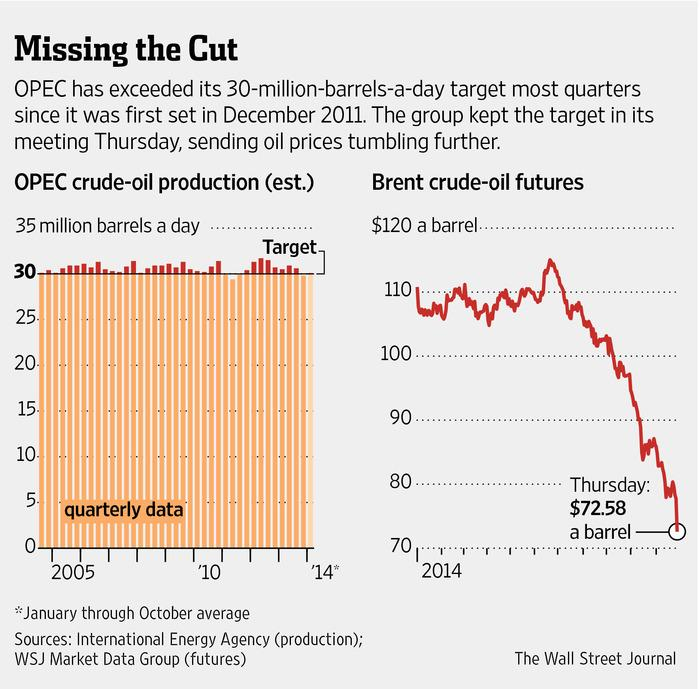 Missing the Cut
OPEC has exceeded its 30-million-barrels-a-day target most quarters
since it was first set in December 2011. The group kept the target in its
meeting Thursday, sending oil prices tumbling further.
OPEC crude-oil production (est.)
35 million barrels a day
Target
30
25
20
15
10
5
quarterly data
0
2005
'10
'14*
Brent crude-oil futures
$120 a barrel
110
100
90
80
Thursday:
$72.58
a barrel
70
2014
*January through October average
Sources: International Energy Agency (production);
WSJ Market Data Group (futures)
The Wall Street Journal